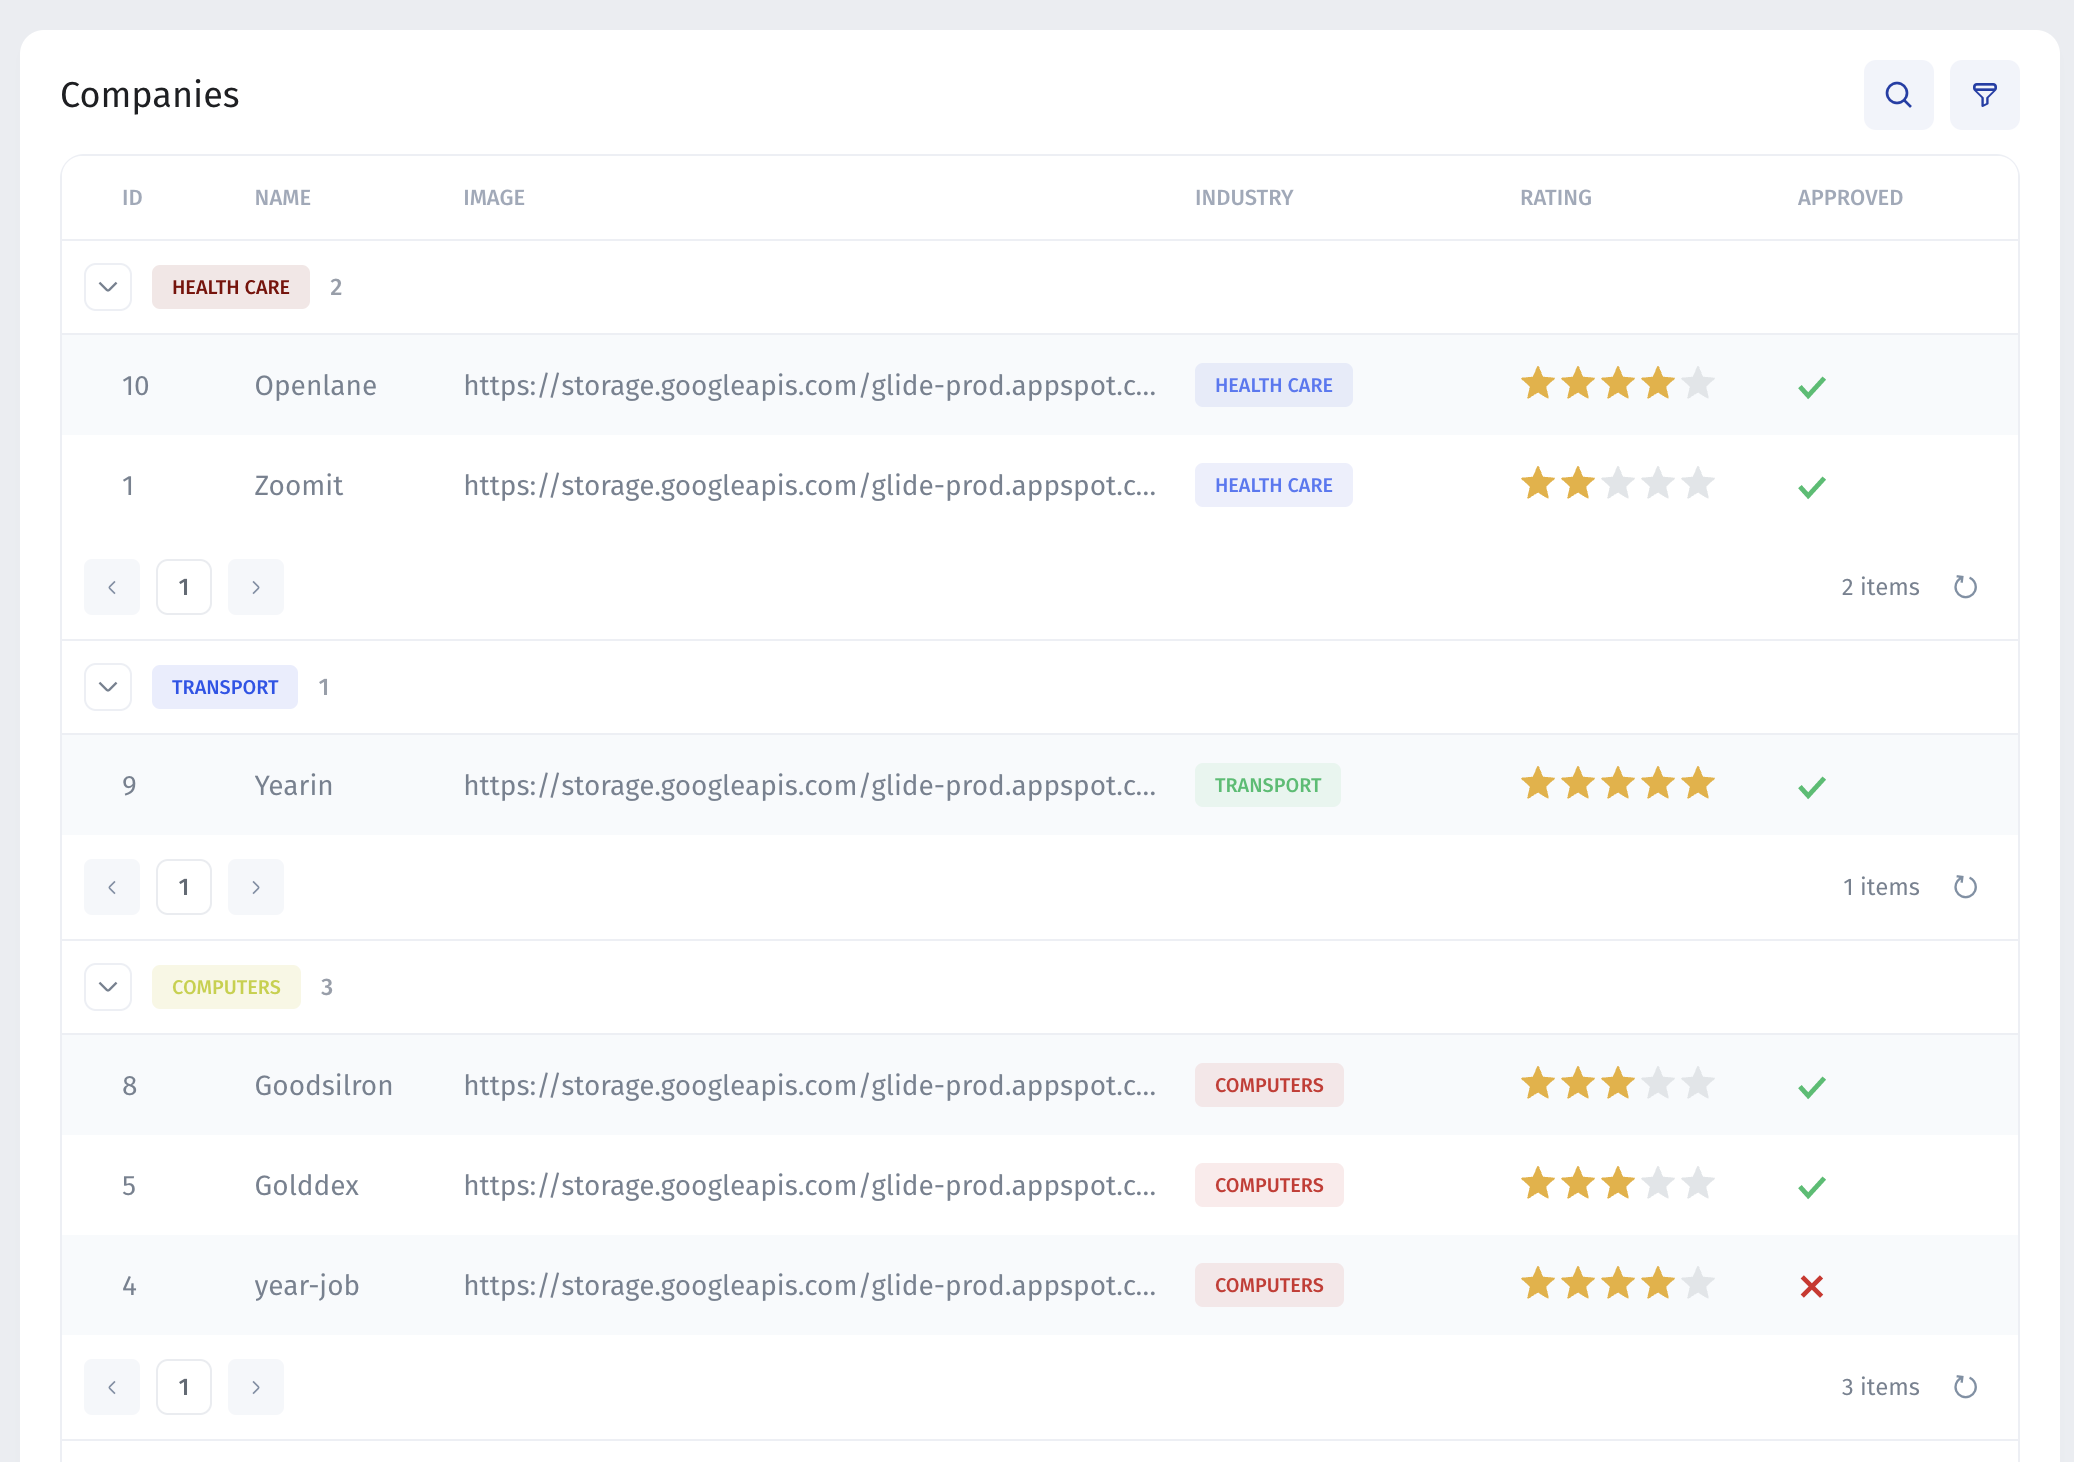 Companies
ID NAME IMAGE INDUSTRY RATING APPROVED
HEALTH CARE 2
10 Openlane https://storage.googleapis.com/glide-prod.appspot.c... HEALTH CARE
1 Zoomit https://storage.googleapis.com/glide-prod.appspot.c... HEALTH CARE
1 2 items
TRANSPORT 1
9 Yearin https://storage.googleapis.com/glide-prod.appspot.c... TRANSPORT
1 1 items
COMPUTERS 3
8 Goodsilron https://storage.googleapis.com/glide-prod.appspot.c... COMPUTERS
5 Golddex https://storage.googleapis.com/glide-prod.appspot.c... COMPUTERS
4 year-job https://storage.googleapis.com/glide-prod.appspot.c... COMPUTERS
1 3 items